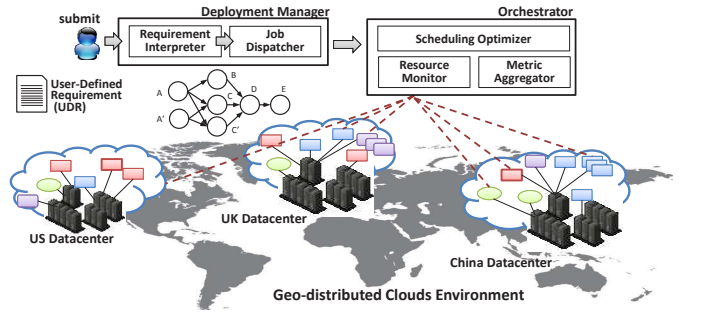 submit
Deployment Manager
Requirement
Interpreter
Job
Dispatcher
Orchestrator
Scheduling Optimizer
Resource
Monitor
Metric
Aggregator
User-Defined
Requirement
(UDR)
A
A'
B
C
C'
D
E
US Datacenter
UK Datacenter
China Datacenter
Geo-distributed Clouds Environment